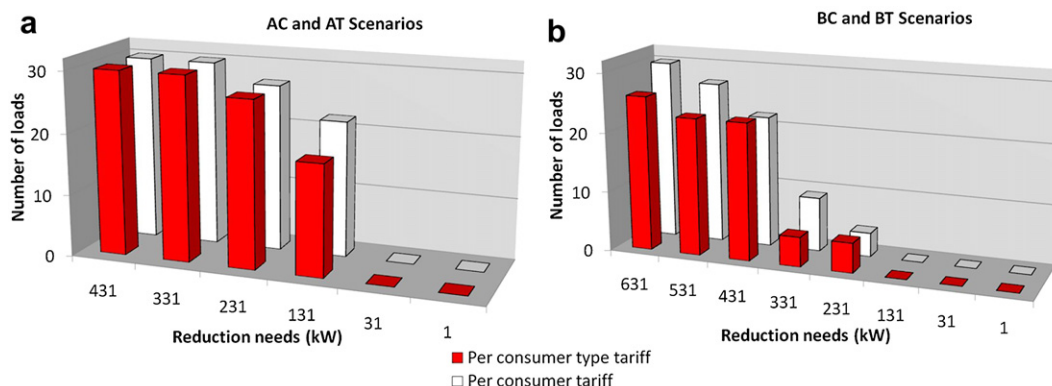 a
AC and AT Scenarios
Number of loads
30
20
10
0
431
331
231
131
31
1
Reduction needs (kW)
b
BC and BT Scenarios
Number of loads
30
20
10
0
631
531
431
331
231
131
31
1
Reduction needs (kW)
Per consumer type tariff
Per consumer tariff